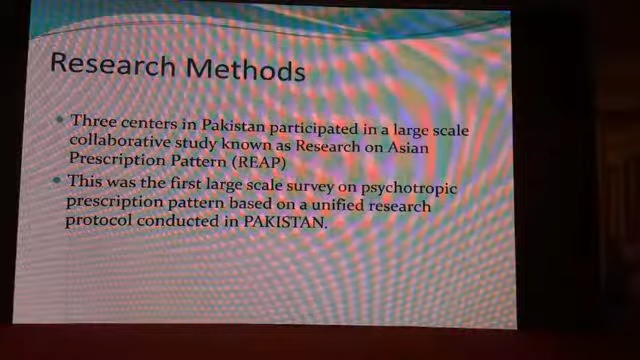 Research Methods
Three centers in Pakistan participated in a large scale
collaborative study known as Research on Asian
Prescription Pattern (REAP)
This was the first large scale survey on psychotropic
prescription pattern based on a unified research
protocol conducted in PAKISTAN.